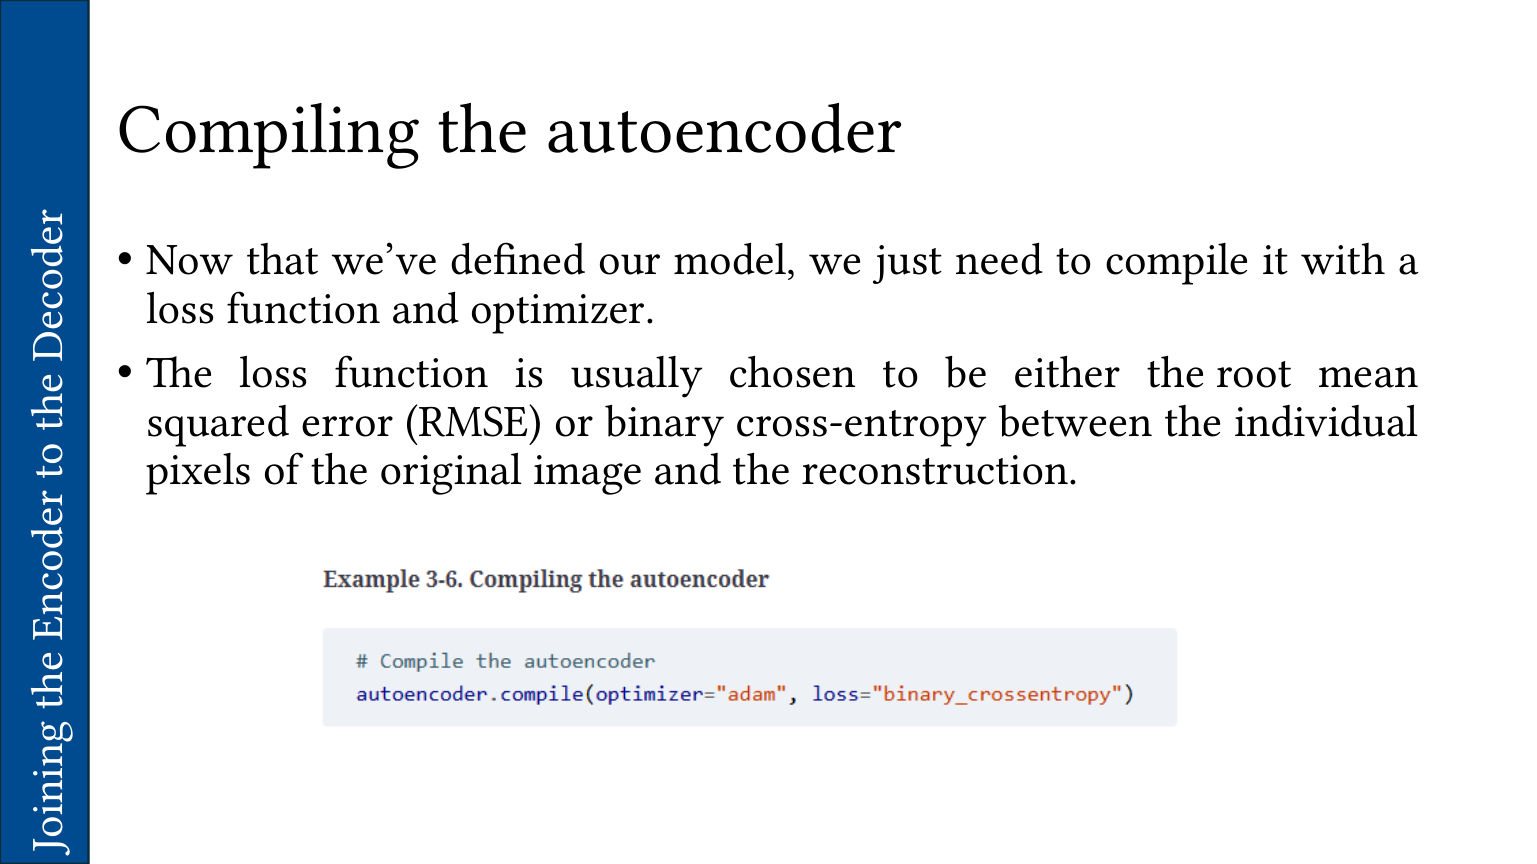 Joining the Encoder to the Decoder
Compiling the autoencoder
• Now that we’ve defined our model, we just need to compile it with a
loss function and optimizer.
• The loss function is usually chosen to be either the root mean
squared error (RMSE) or binary cross-entropy between the individual
pixels of the original image and the reconstruction.
Example 3-6. Compiling the autoencoder
# Compile the autoencoder
autoencoder.compile(optimizer="adam", loss="binary_crossentropy")